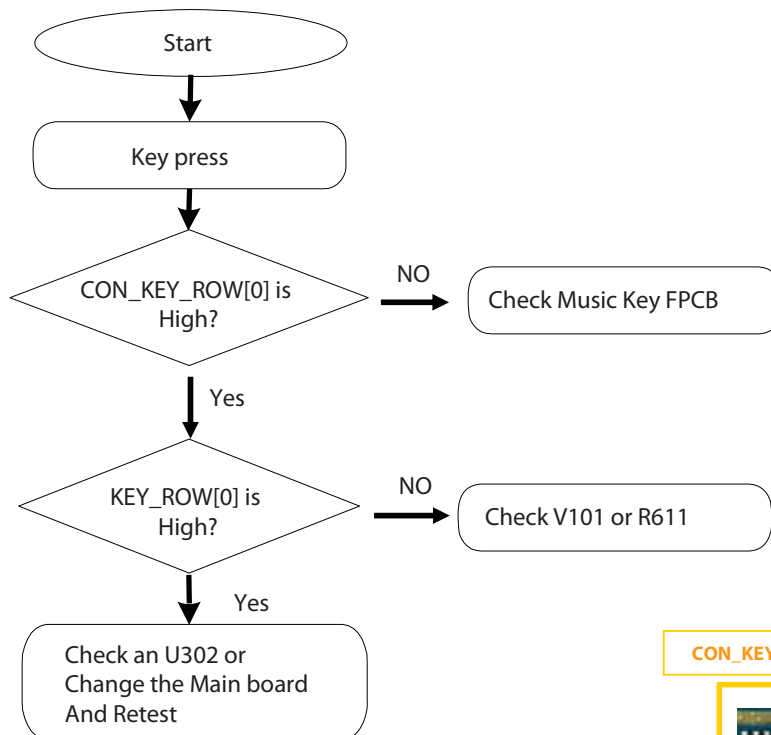 Start
Key press
CON_KEY_ROW[0] is
High?
NO
Check Music Key FPCB
Yes
KEY_ROW[0] is
High?
NO
Check V101 or R611
Yes
Check an U302 or
Change the Main board
And Retest
CON_KEY